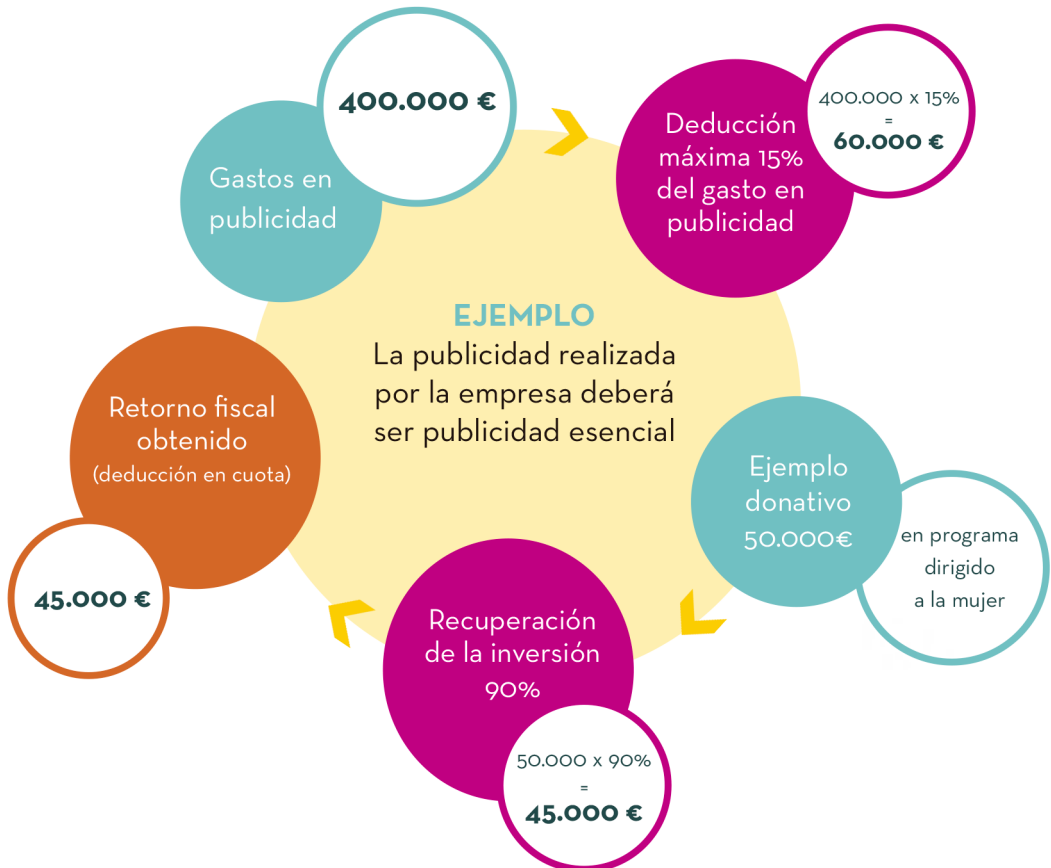 Gastos en
publicidad
400.000 €
Deducción
máxima 15%
del gasto en
publicidad
400.000 x 15%
=
60.000 €
EJEMPLO
La publicidad realizada
por la empresa deberá
ser publicidad esencial
Ejemplo
donativo
50.000€
en programa
dirigido
a la mujer
Recuperación
de la inversión
90%
50.000 x 90%
=
45.000 €
Retorno fiscal
obtenido
(deducción en cuota)
45.000 €